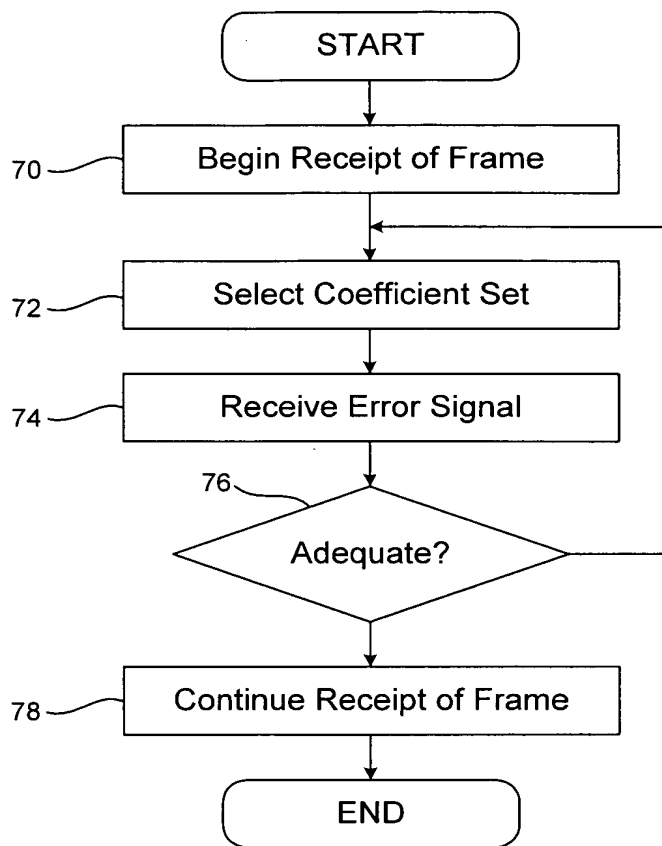 START
70
Begin Receipt of Frame
72
Select Coefficient Set
74
Receive Error Signal
76
Adequate?
78
Continue Receipt of Frame
END